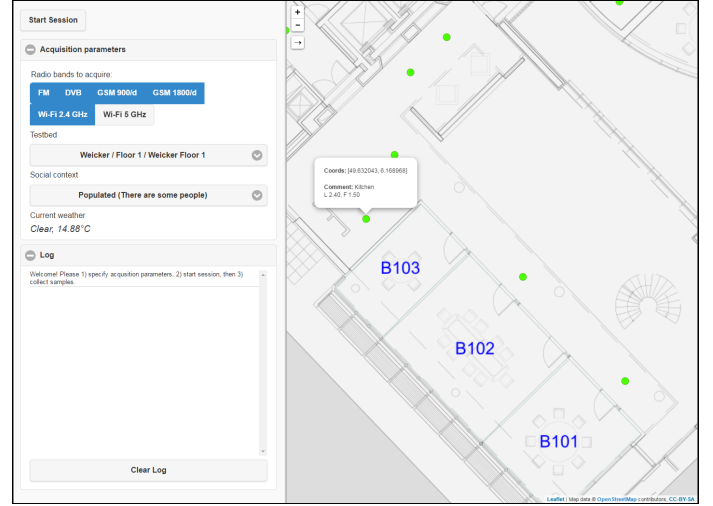 Start Session
Acquisition parameters
Radio bands to acquire:
FM DVB GSM 900/d GSM 1800/d
Wi-Fi 2.4 GHz Wi-Fi 5 GHz
Testbed
Weicker / Floor 1 / Weicker Floor 1
Social context
Populated (There are some people)
Current weather
Clear, 14.88°C
Log
Welcome! Please 1) specify acquisition parameters, 2) start session, then 3)
collect samples.
Clear Log
+
−
→
Coords: [49.632043, 6.168968]
Comment: Kitchen
L 2.40, F 1.50
B103
B102
B101
Leaflet | Map data © OpenStreetMap contributors, CC-BY-SA